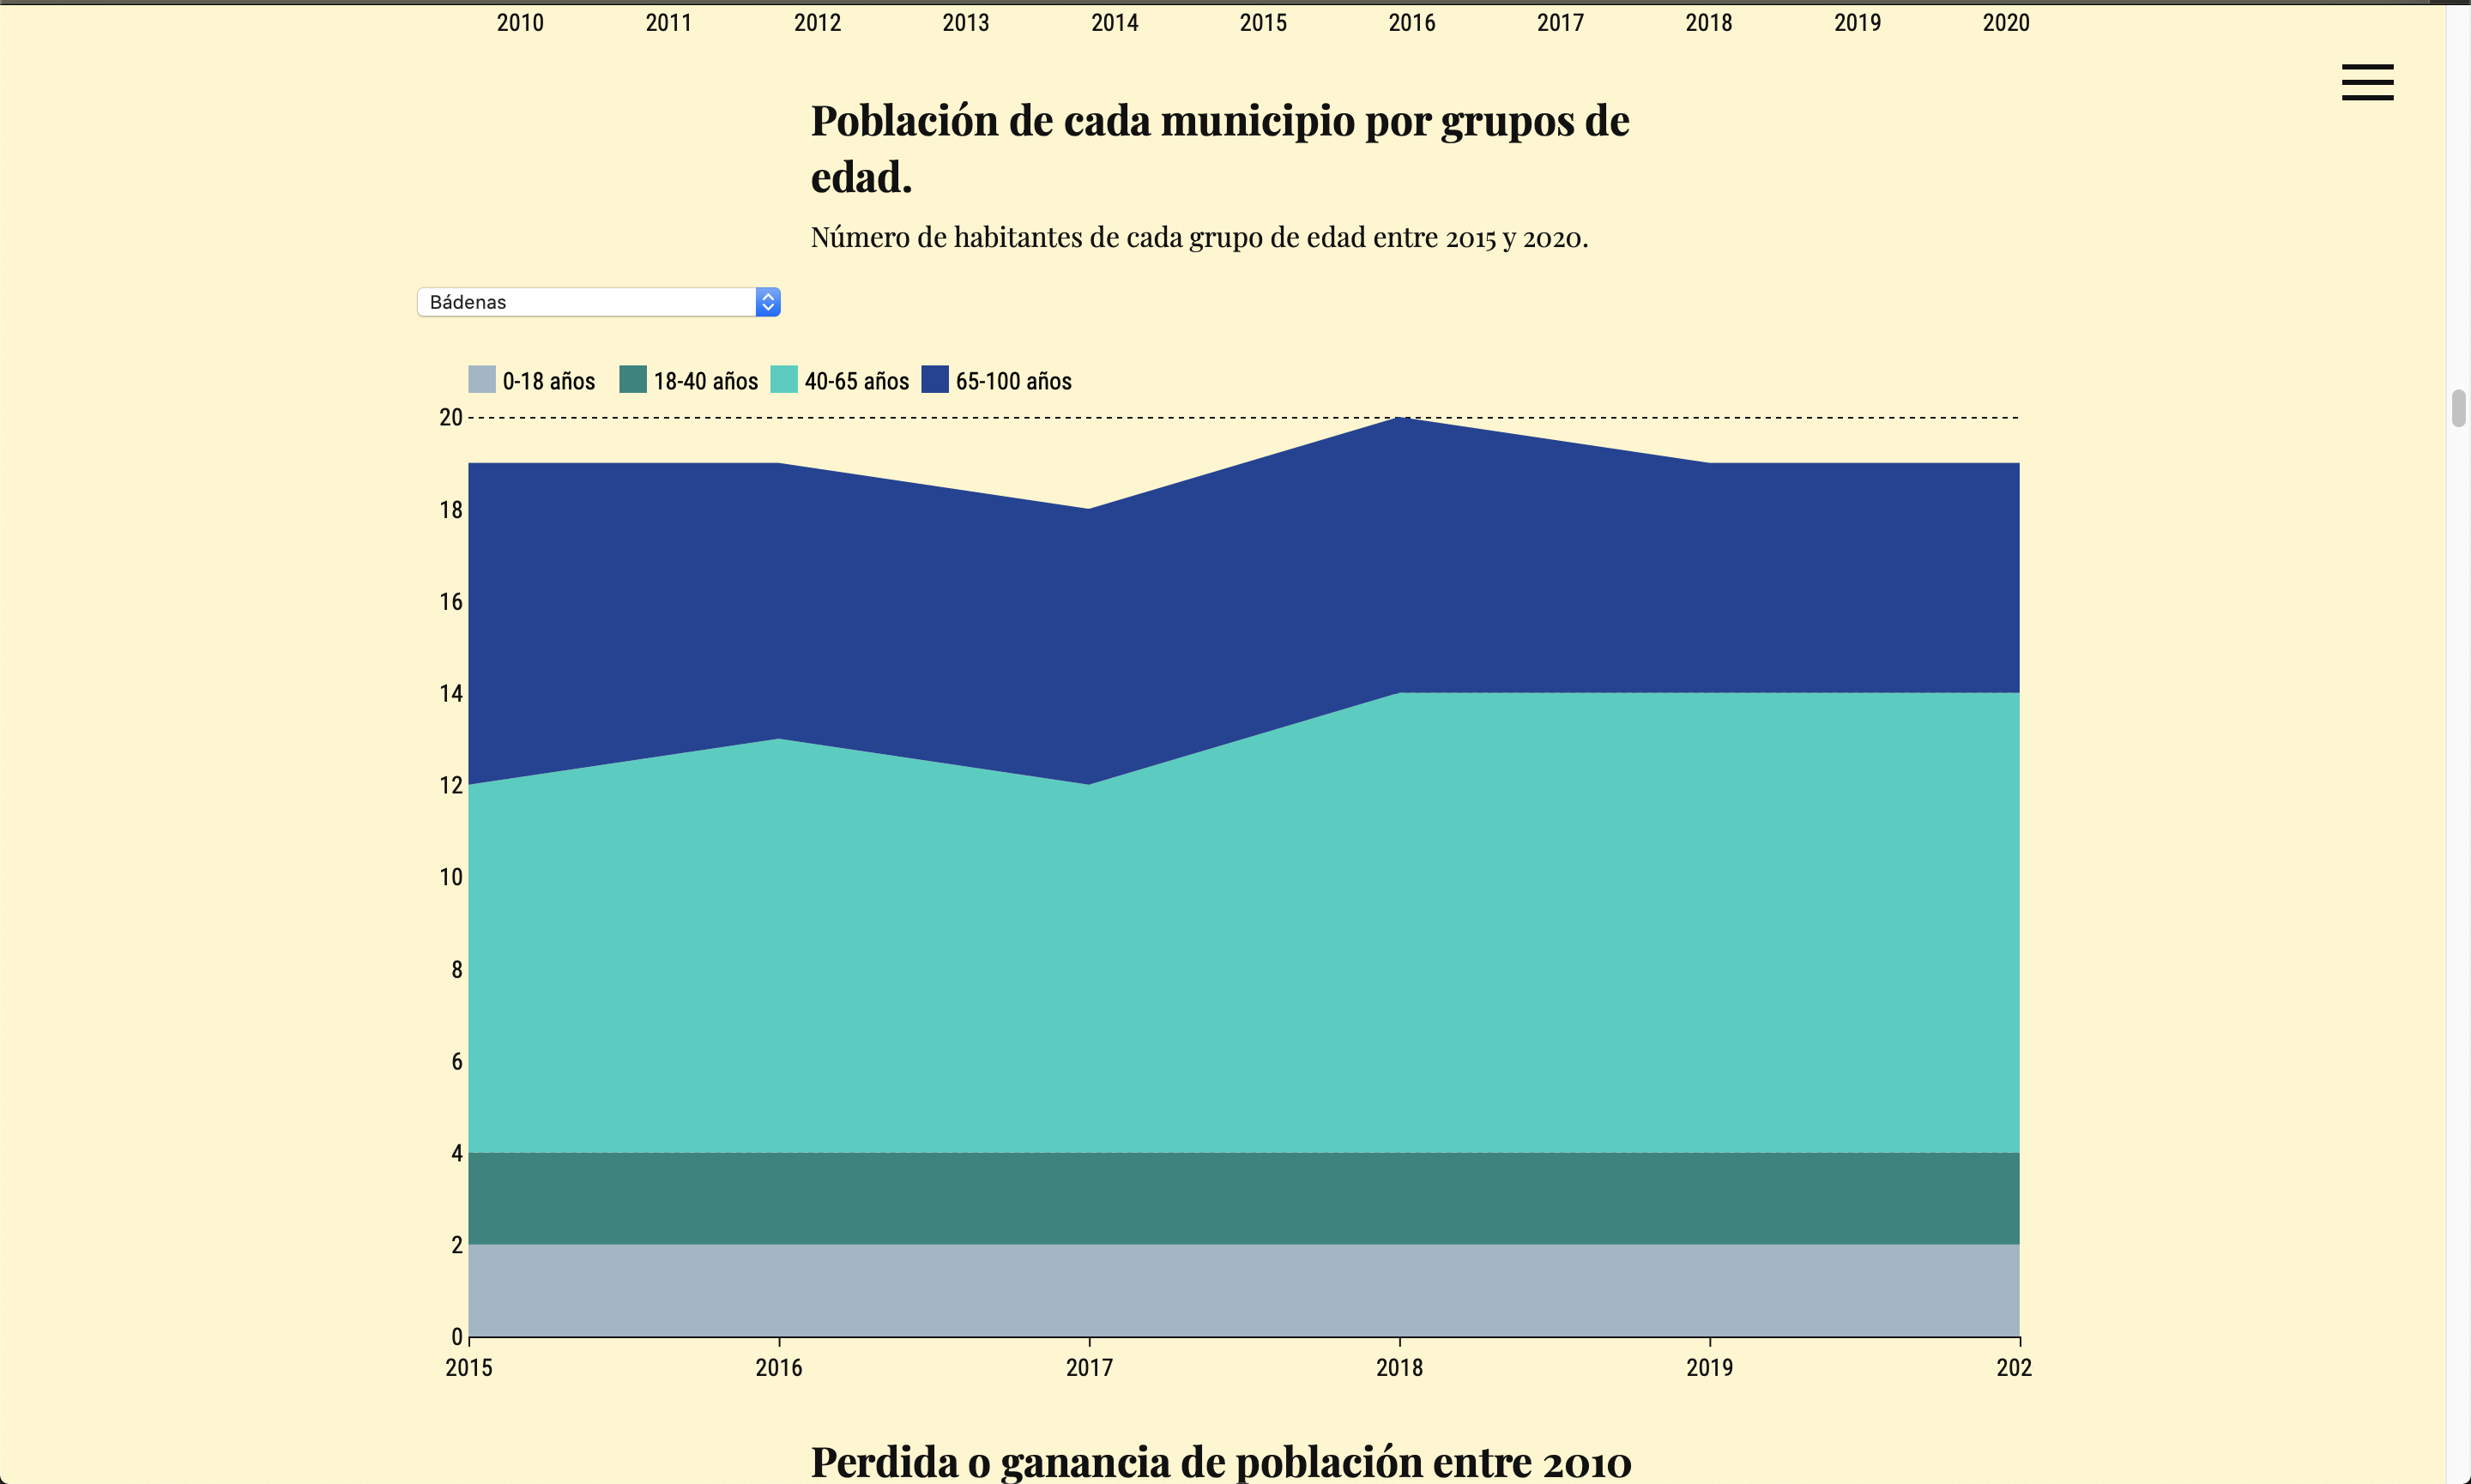 2010 2011 2012 2013 2014 2015 2016 2017 2018 2019 2020
Población de cada municipio por grupos de
edad.
Número de habitantes de cada grupo de edad entre 2015 y 2020.
Bádenas
0-18 años 18-40 años 40-65 años 65-100 años
20
18
16
14
12
10
8
6
4
2
0
2015 2016 2017 2018 2019 202
Perdida o ganancia de población entre 2010